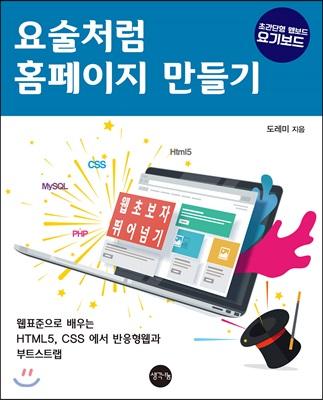 요술처럼
홈페이지 만들기
초간단형 웹보드
요기보드
도레미 지음
Html5
CSS
MySQL
PHP
웹초보자
뛰어넘기
웹표준으로 배우는
HTML5, CSS 에서 반응형웹과
부트스트랩
생각나눔